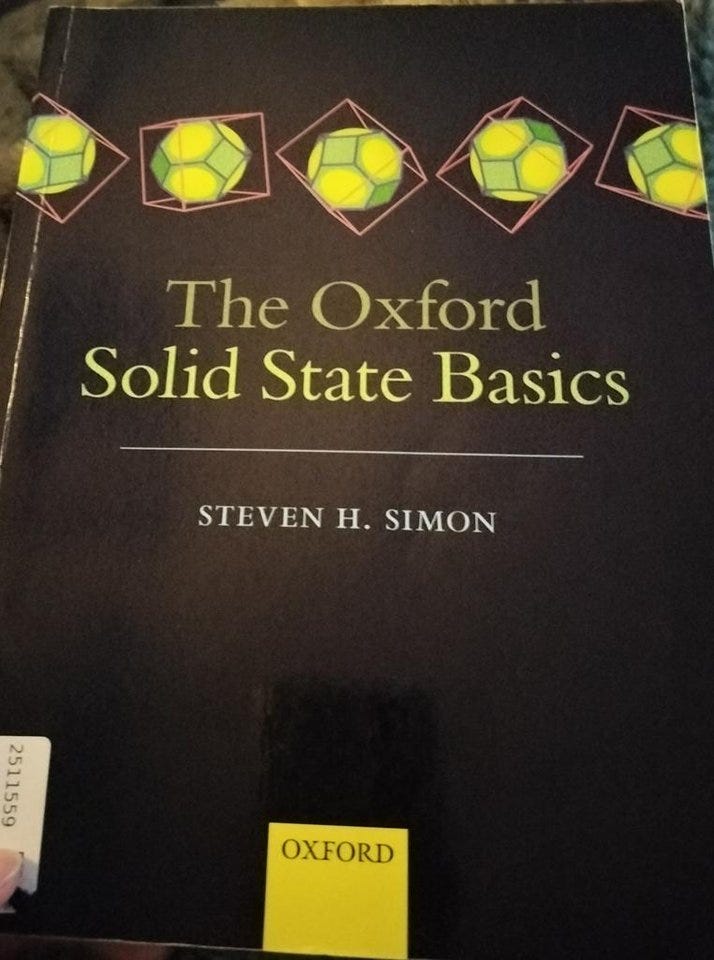 The Oxford
Solid State Basics
STEVEN H. SIMON
2511559
OXFORD